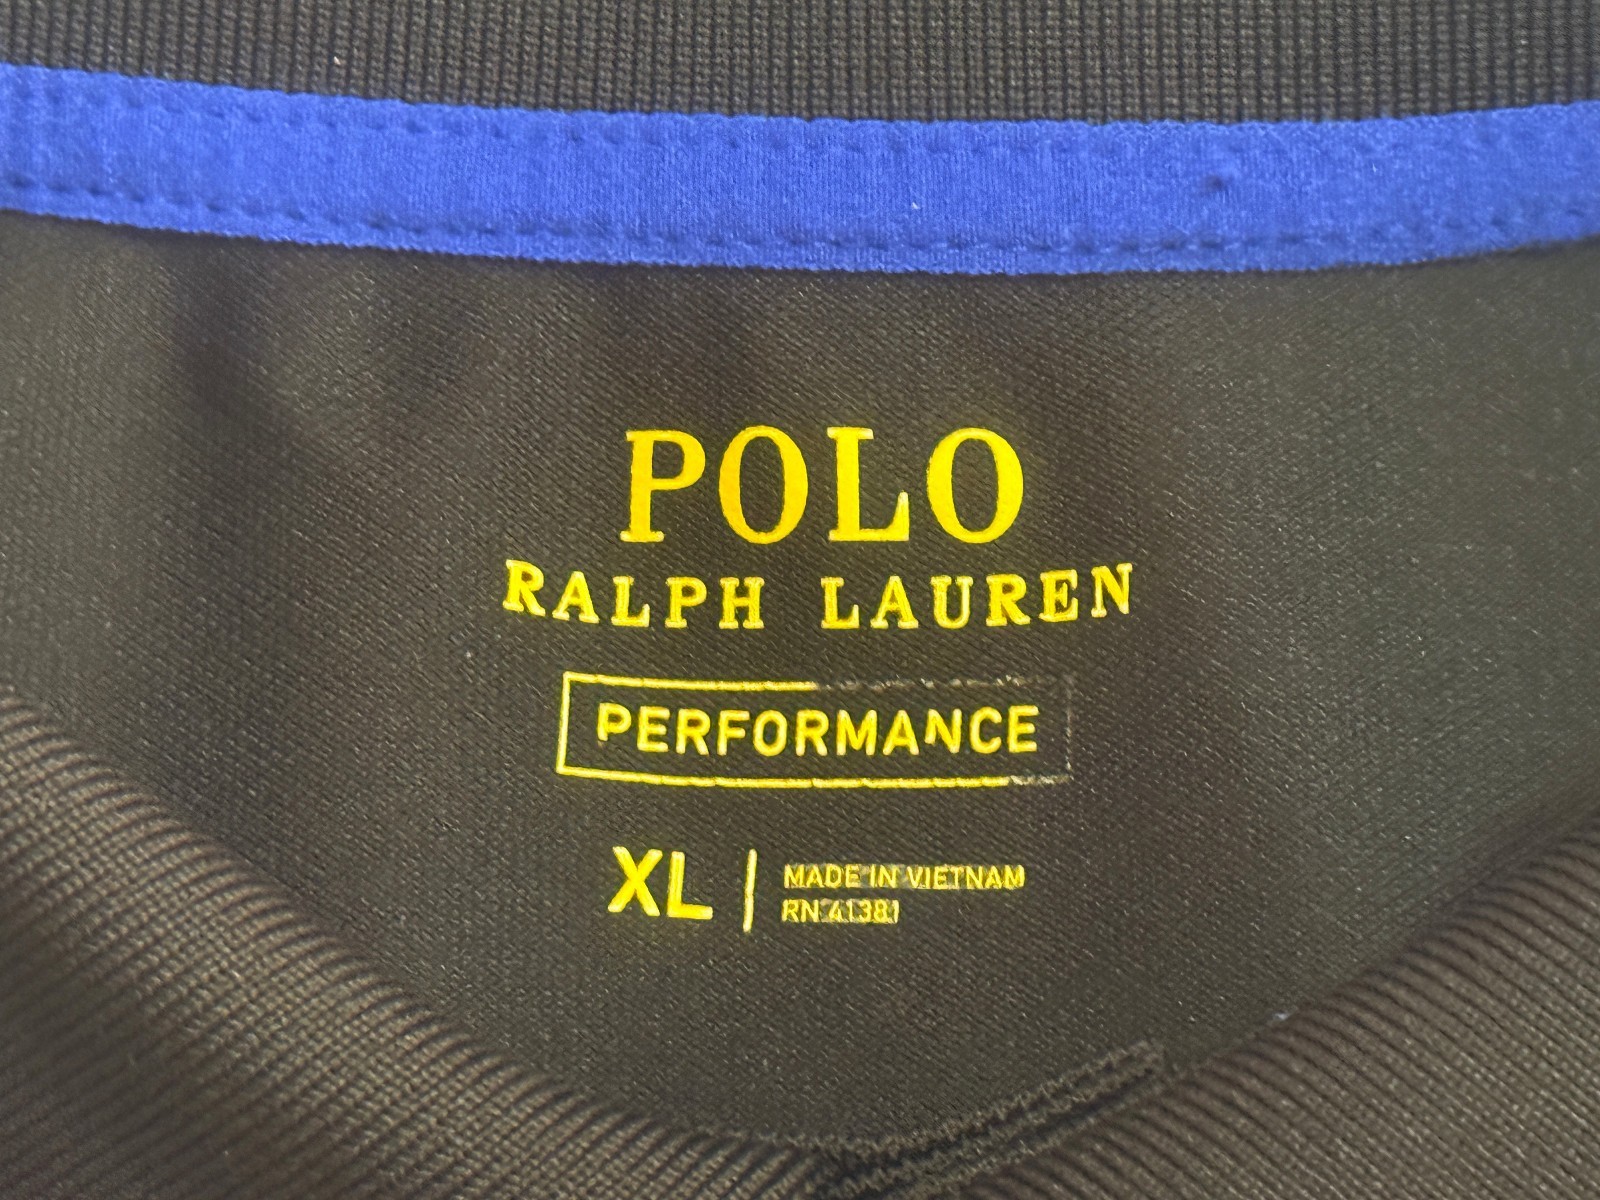 POLO
RALPH LAUREN
PERFORMANCE
XL
MADE IN VIETNAM
RN 41381